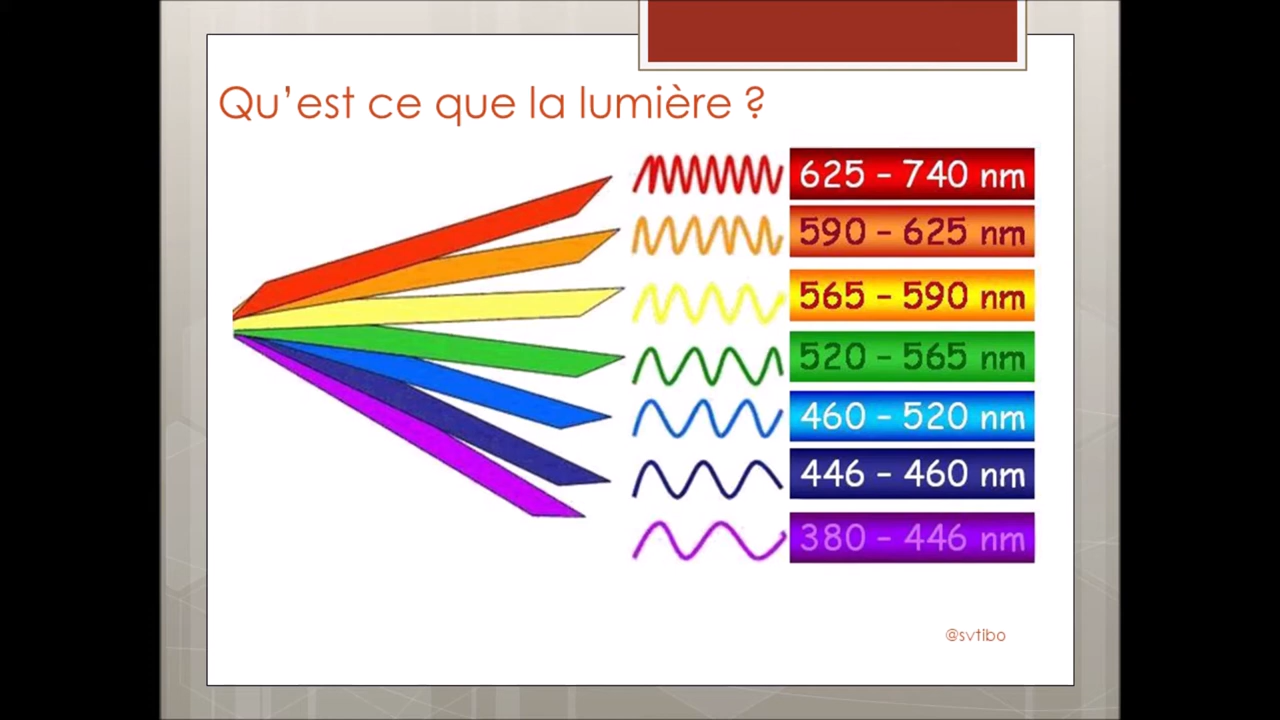 Qu’est ce que la lumière ?
625 – 740 nm
590 – 625 nm
565 – 590 nm
520 – 565 nm
460 – 520 nm
446 – 460 nm
380 – 446 nm
@svtibo